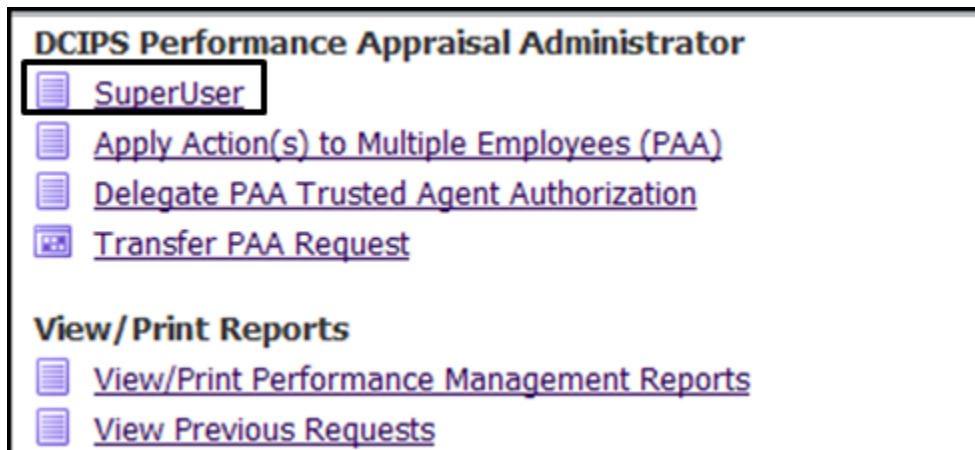 DCIPS Performance Appraisal Administrator
SuperUser
Apply Action(s) to Multiple Employees (PAA)
Delegate PAA Trusted Agent Authorization
Transfer PAA Request
View/Print Reports
View/Print Performance Management Reports
View Previous Requests